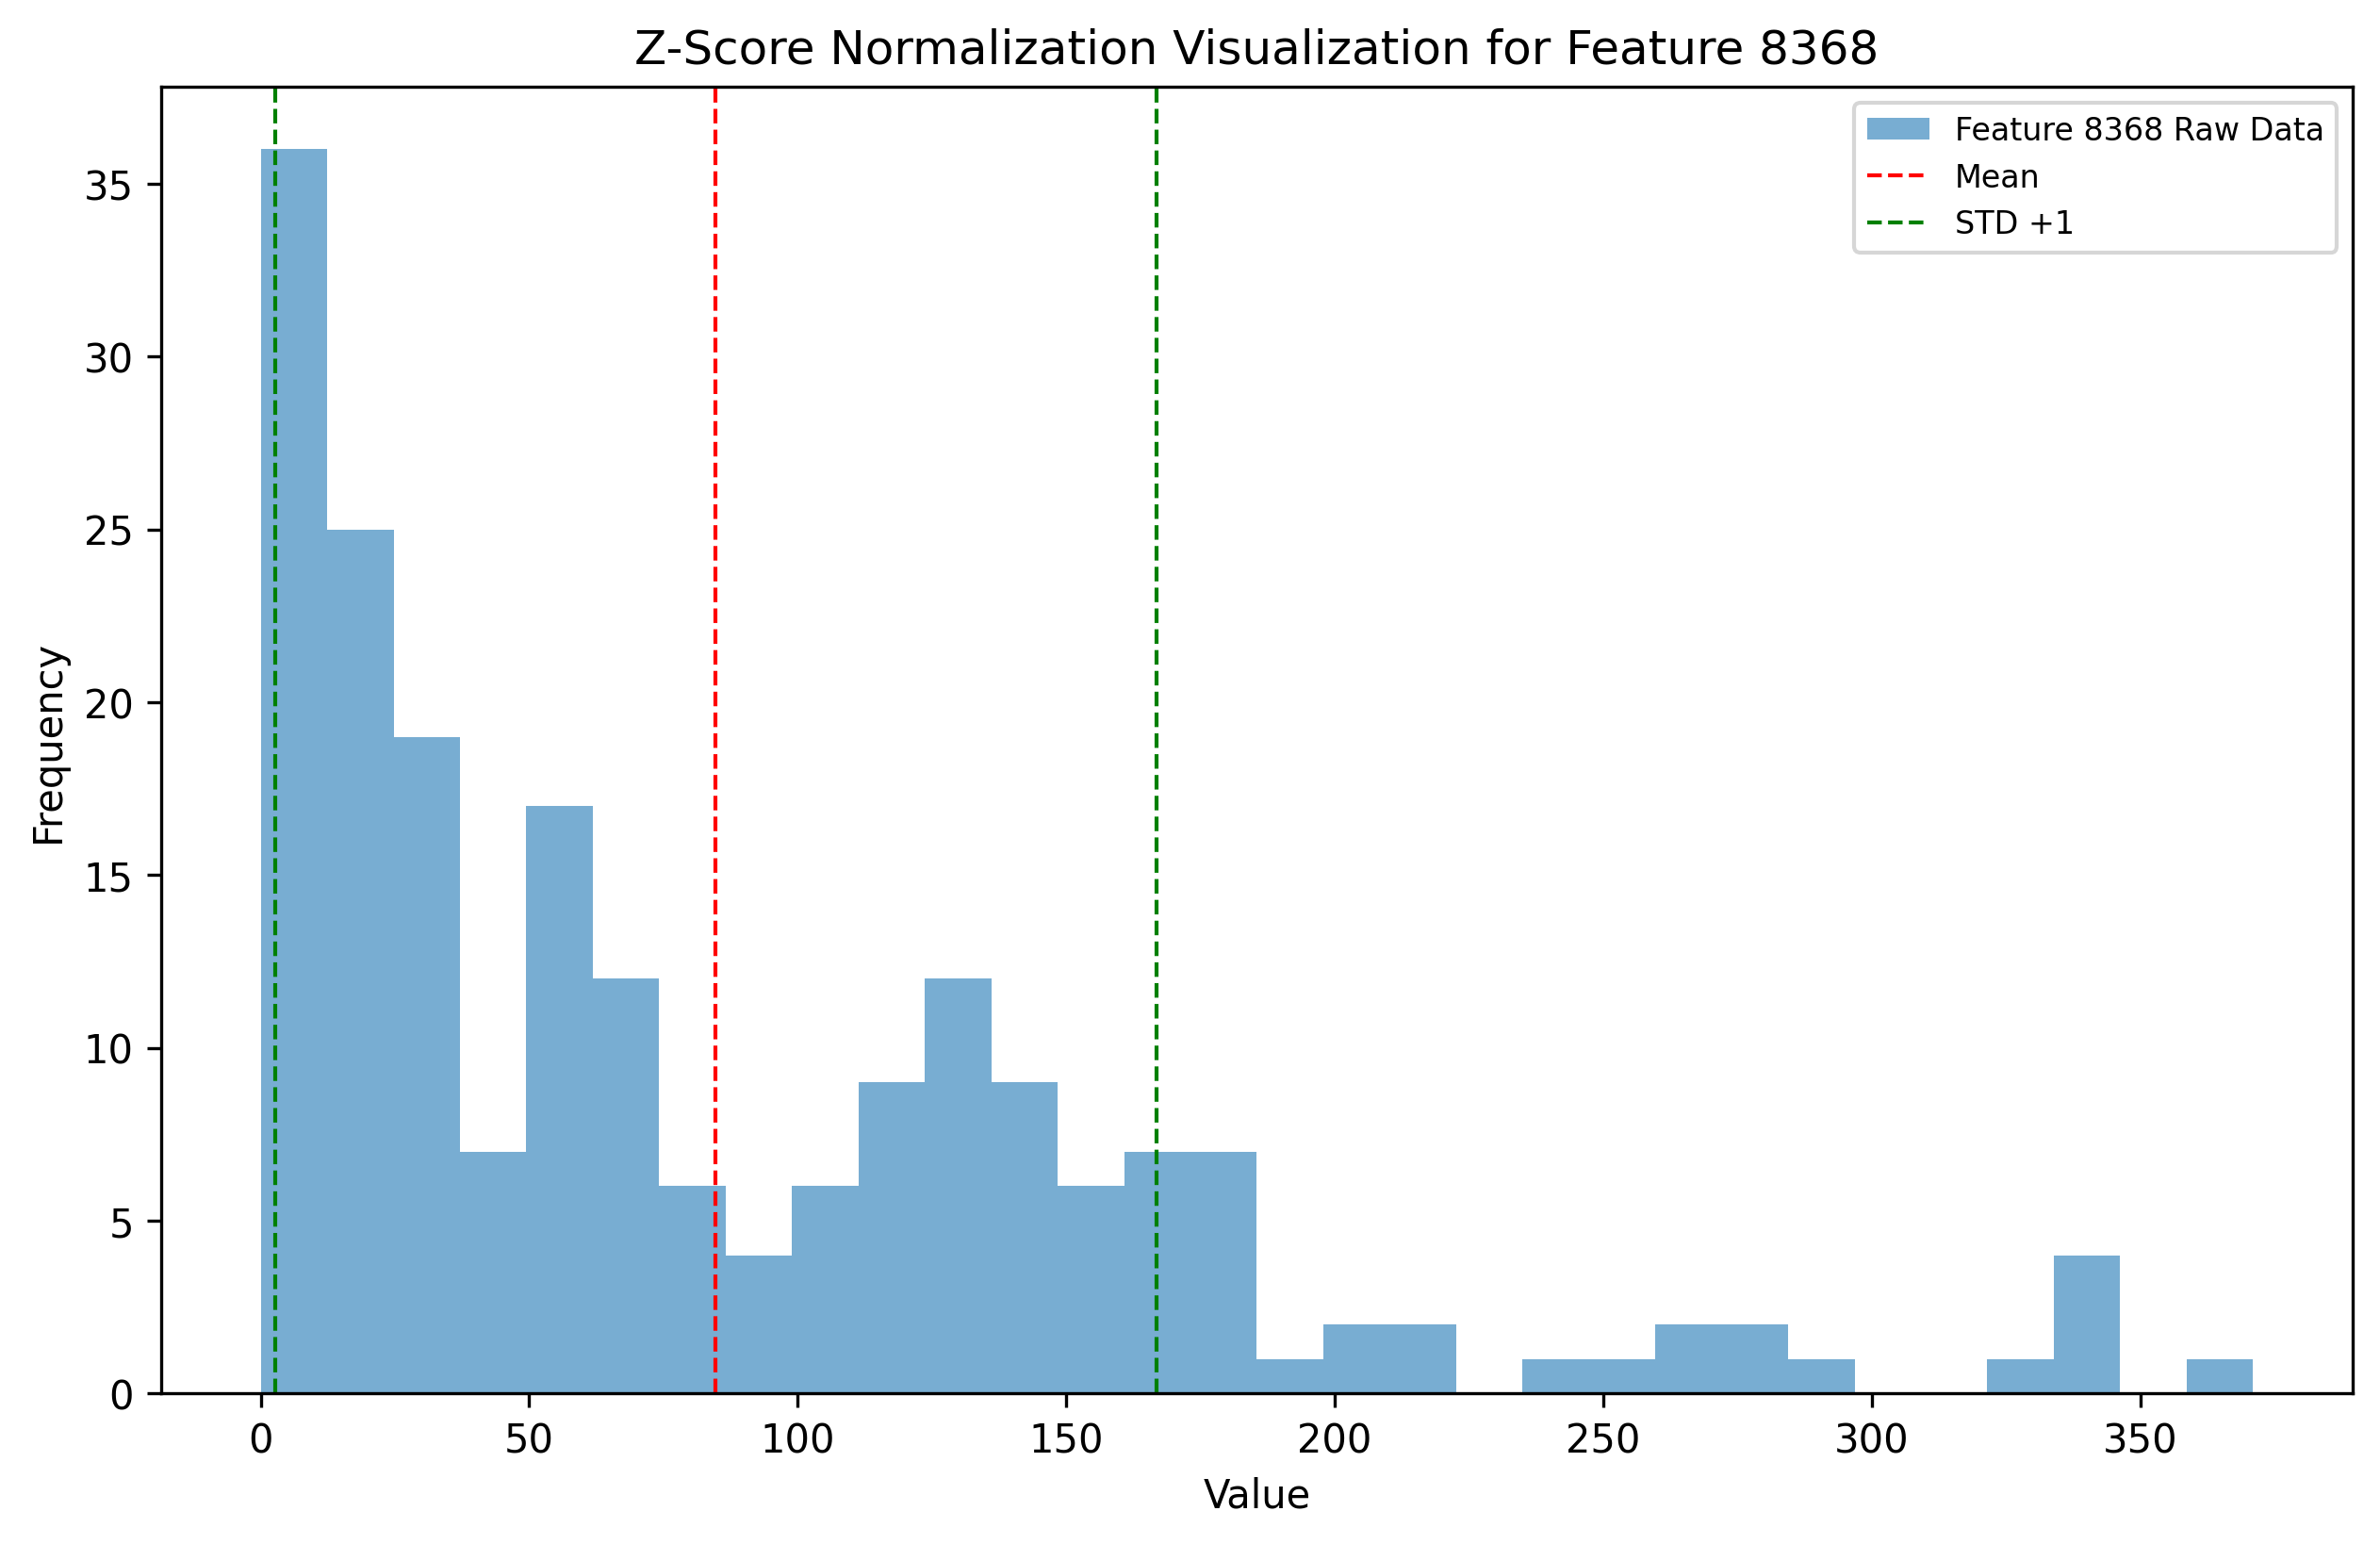 Z-Score Normalization Visualization for Feature 8368
Feature 8368 Raw Data
Mean
STD +1
Frequency
35
30
25
20
15
10
5
0
0 50 100 150 200 250 300 350
Value